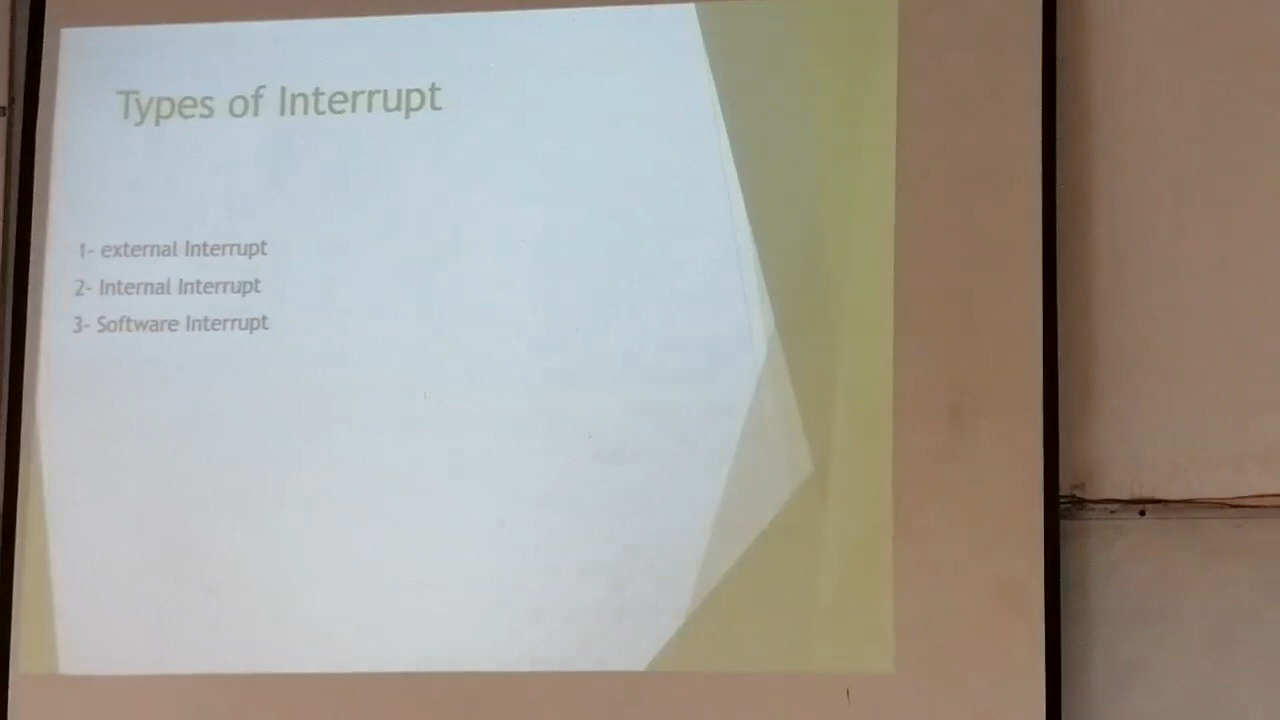 Types of Interrupt
1- external Interrupt
2- Internal Interrupt
3- Software Interrupt